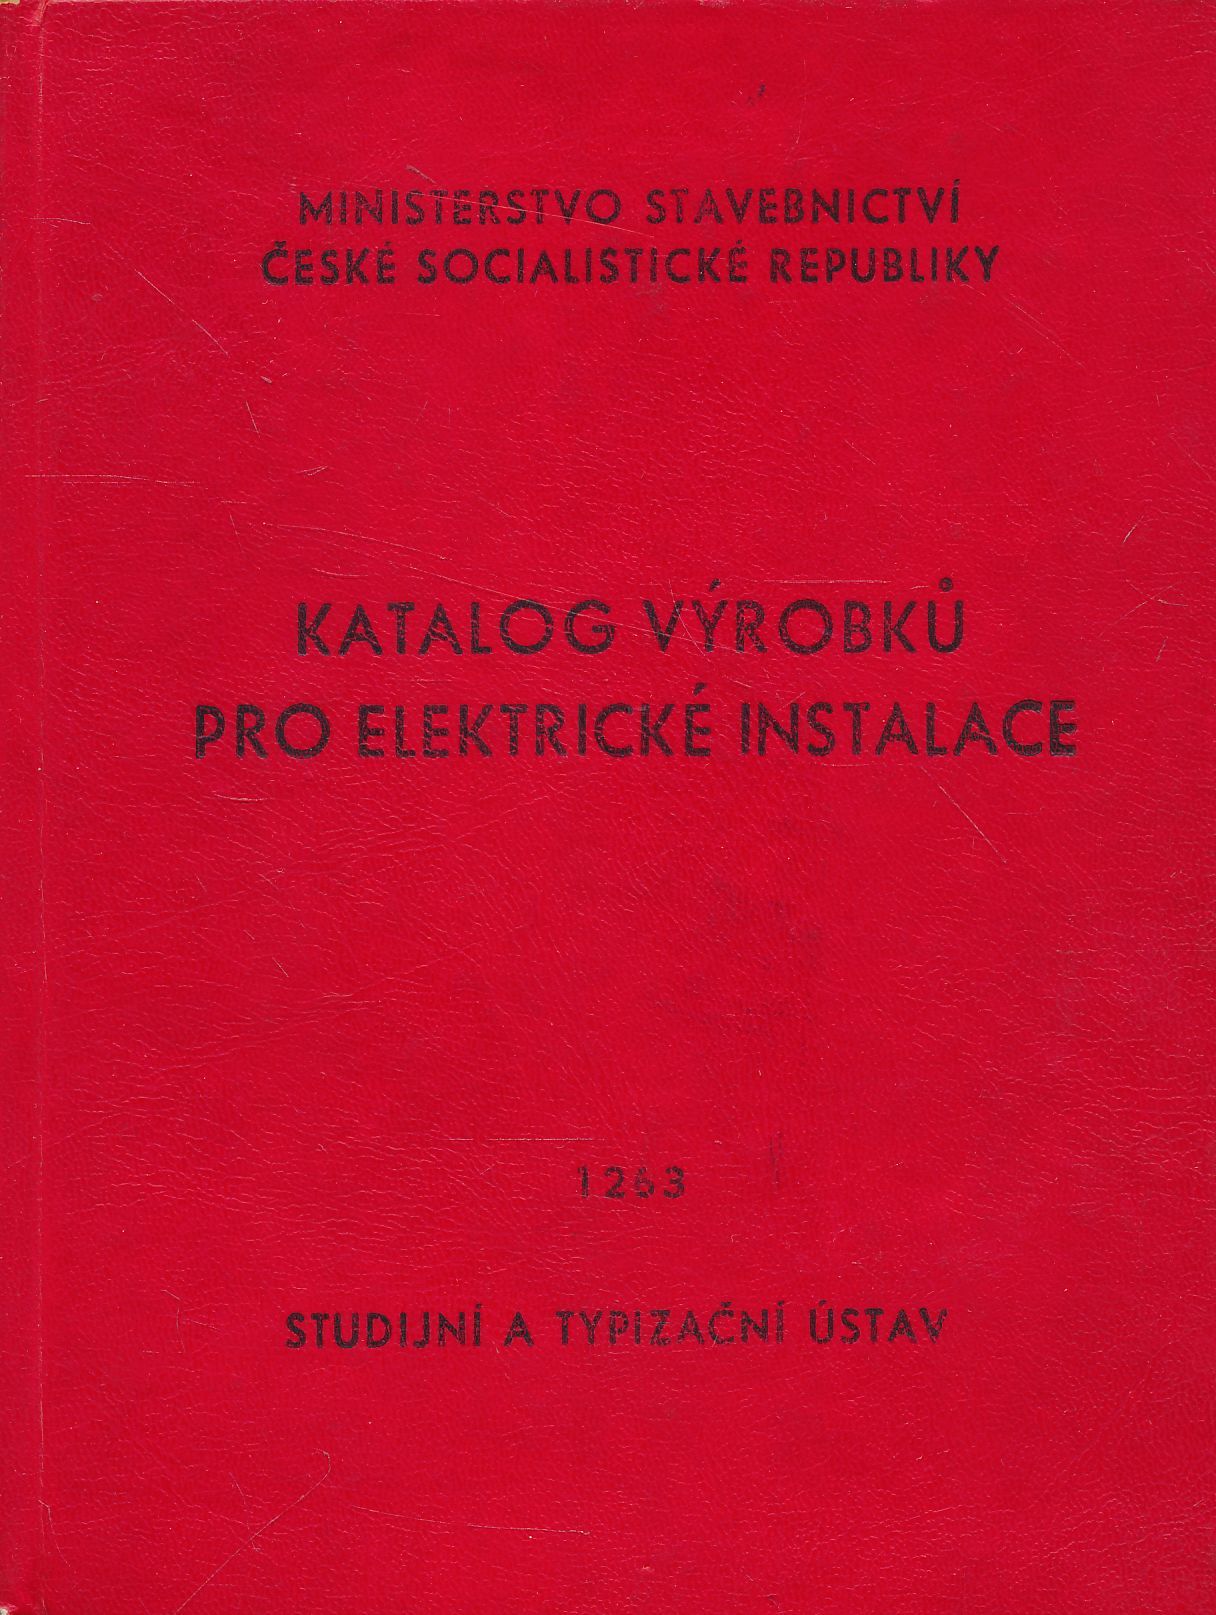 MINISTERSTVO STAVEBNICTVÍ
ČESKÉ SOCIALISTICKÉ REPUBLIKY
KATALOG VÝROBKŮ
PRO ELEKTRICKÉ INSTALACE
1263
STUDIJNÍ A TYPIZAČNÍ ÚSTAV